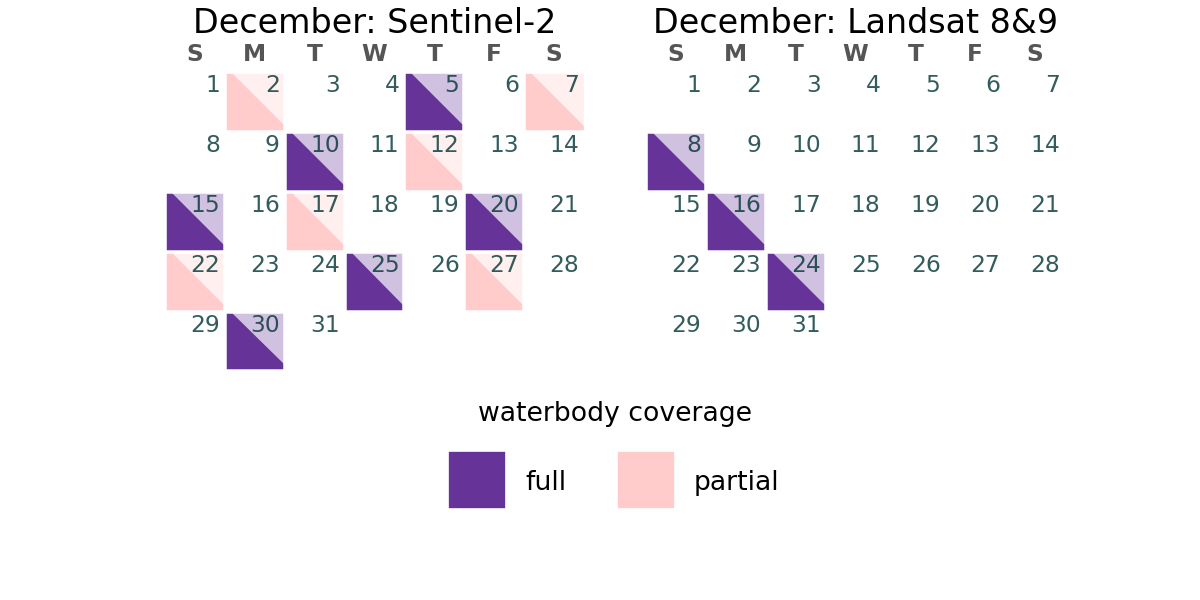 December: Sentinel-2
S M T W T F S
1 2 3 4 5 6 7
8 9 10 11 12 13 14
15 16 17 18 19 20 21
22 23 24 25 26 27 28
29 30 31
December: Landsat 8&9
S M T W T F S
1 2 3 4 5 6 7
8 9 10 11 12 13 14
15 16 17 18 19 20 21
22 23 24 25 26 27 28
29 30 31
waterbody coverage
full
partial